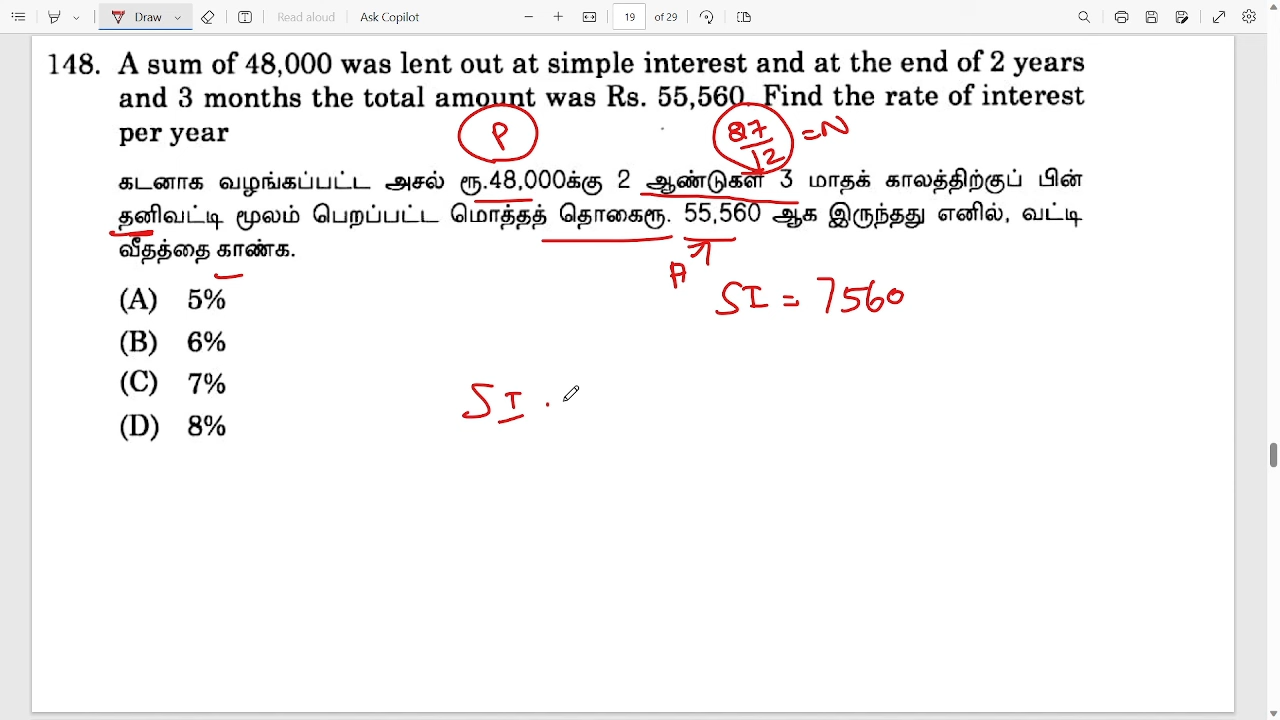 Draw
Read aloud
Ask Copilot
19
of 29
148. A sum of 48,000 was lent out at simple interest and at the end of 2 years
and 3 months the total amount was Rs. 55,560. Find the rate of interest
per year
P
27/12 = N
கடனாக வழங்கப்பட்ட அசல் ரூ.48,000க்கு 2 ஆண்டுகள் 3 மாதக் காலத்திற்குப் பின்
தனிவட்டி மூலம் பெறப்பட்ட மொத்தத் தொகைரூ. 55,560 ஆக இருந்தது எனில், வட்டி
வீதத்தை காண்க.
A
SI = 7560
(A) 5%
(B) 6%
(C) 7%
(D) 8%
SI